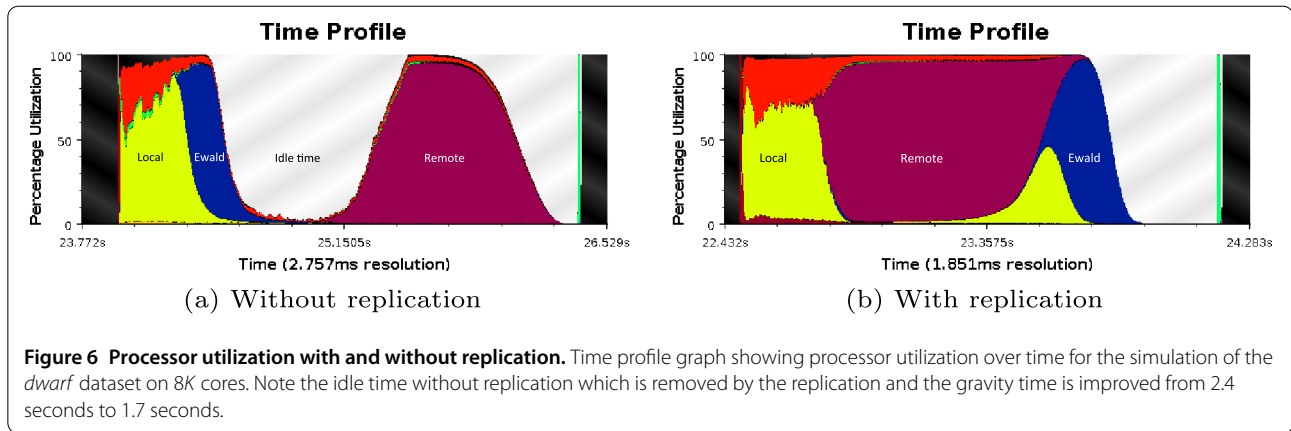 Time Profile
Percentage Utilization
100
50
0
Local
Ewald
Idle time
Remote
23.772s
25.1505s
26.529s
Time (2.757ms resolution)
(a) Without replication
Time Profile
Percentage Utilization
100
50
0
Local
Remote
Ewald
22.432s
23.3575s
24.283s
Time (1.851ms resolution)
(b) With replication
Figure 6 Processor utilization with and without replication. Time profile graph showing processor utilization over time for the simulation of the
dwarf dataset on 8K cores. Note the idle time without replication which is removed by the replication and the gravity time is improved from 2.4
seconds to 1.7 seconds.